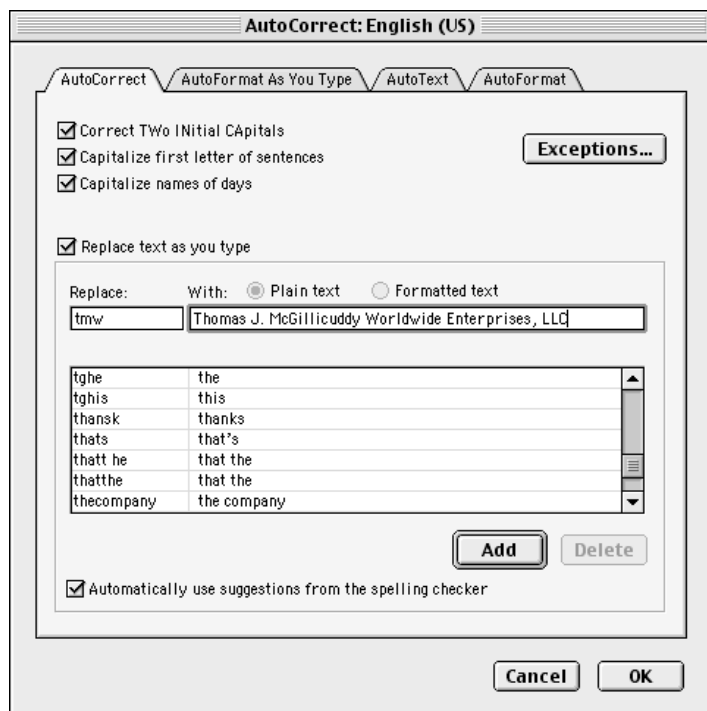 AutoCorrect: English (US)
AutoCorrect AutoFormat As You Type AutoText AutoFormat
Correct TWo INitial CApitals
Exceptions...
Capitalize first letter of sentences
Capitalize names of days
Replace text as you type
Replace: With: Plain text Formatted text
tmw Thomas J. McGillicuddy Worldwide Enterprises, LLC
tghe the
tghis this
thansk thanks
thats that's
thatt he that the
thatthe that the
thecompany the company
Add Delete
Automatically use suggestions from the spelling checker
Cancel OK